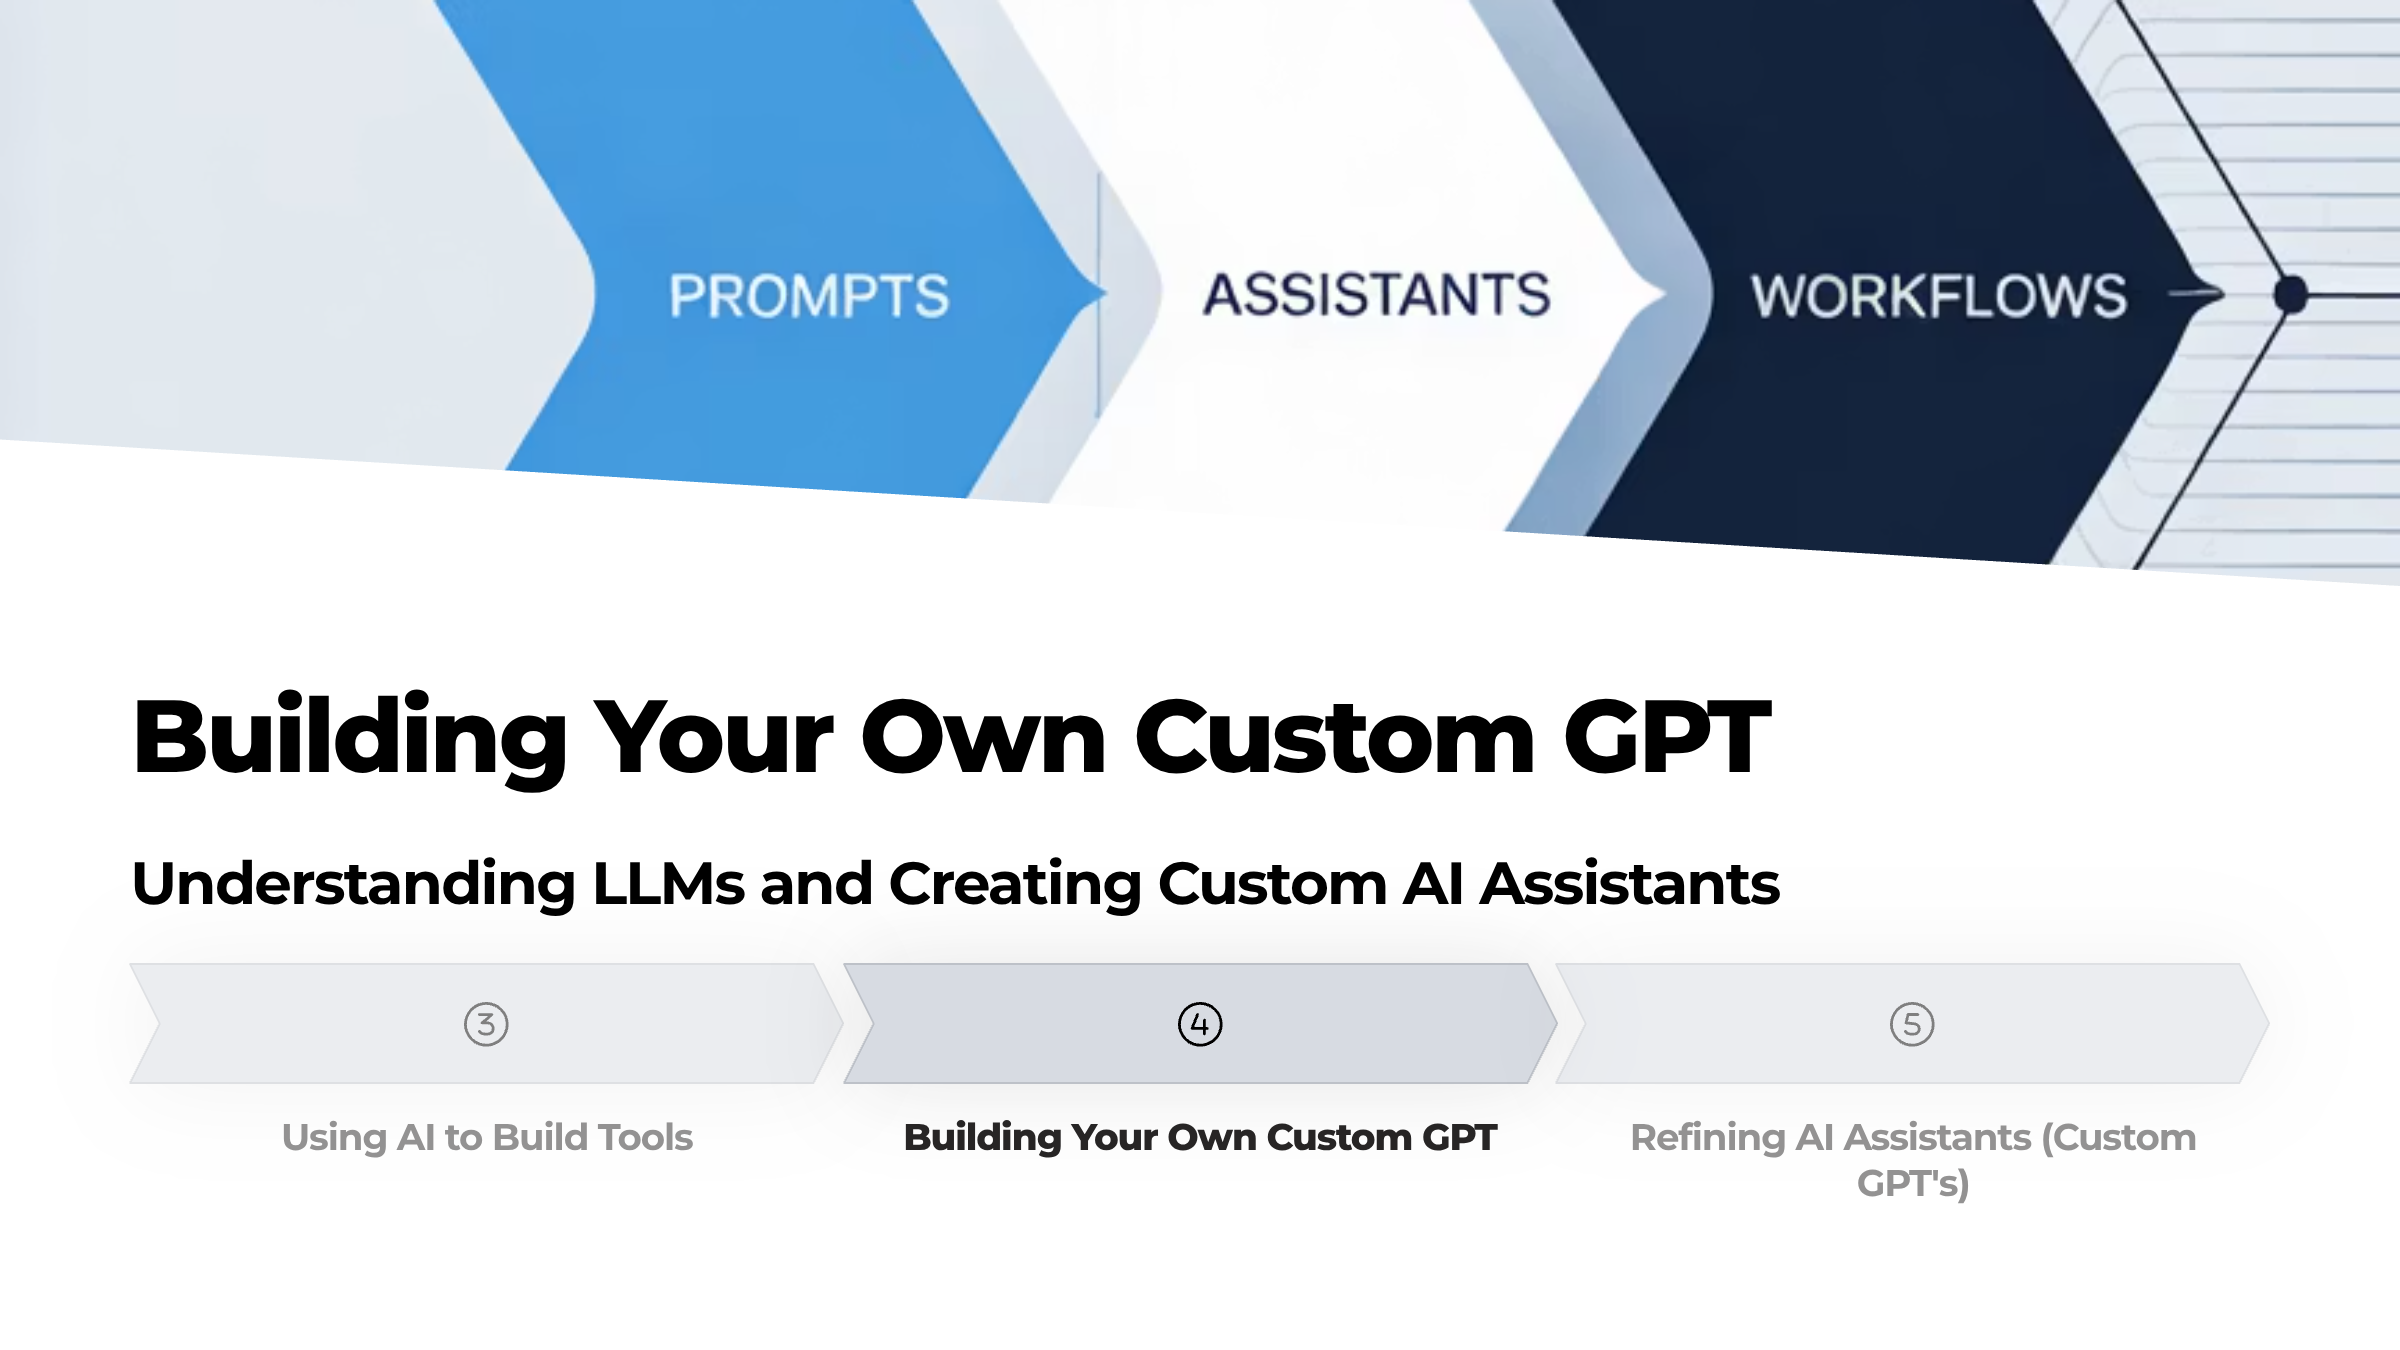 PROMPTS
ASSISTANTS
WORKFLOWS
Building Your Own Custom GPT
Understanding LLMs and Creating Custom AI Assistants
3
4
5
Using AI to Build Tools
Building Your Own Custom GPT
Refining AI Assistants (Custom
GPT's)